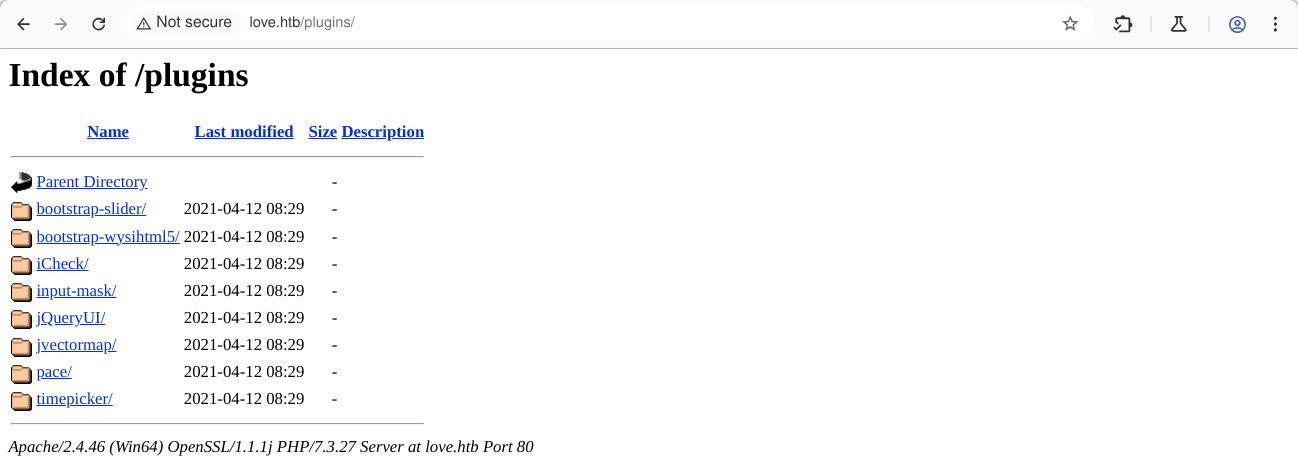 Not secure love.htb/plugins/
Index of /plugins
Name Last modified Size Description
Parent Directory -
bootstrap-slider/ 2021-04-12 08:29 -
bootstrap-wysihtml5/ 2021-04-12 08:29 -
iCheck/ 2021-04-12 08:29 -
input-mask/ 2021-04-12 08:29 -
jQueryUI/ 2021-04-12 08:29 -
jvectormap/ 2021-04-12 08:29 -
pace/ 2021-04-12 08:29 -
timepicker/ 2021-04-12 08:29 -
Apache/2.4.46 (Win64) OpenSSL/1.1.1j PHP/7.3.27 Server at love.htb Port 80